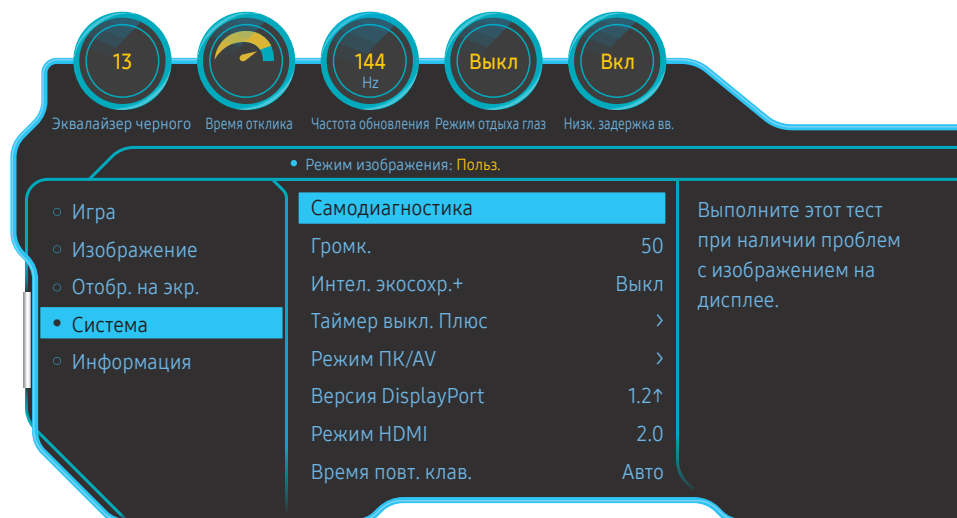 13
144
Hz
Выкл
Вкл
Эквалайзер черного
Время отклика
Частота обновления
Режим отдыха глаз
Низк. задержка вв.
Режим изображения: Польз.
Игра
Изображение
Отобр. на экр.
Система
Информация
Самодиагностика
Громк. 50
Интел. экосохр.+ Выкл
Таймер выкл. Плюс >
Режим ПК/AV >
Версия DisplayPort 1.2↑
Режим HDMI 2.0
Время повт. клав. Авто
Выполните этот тест
при наличии проблем
с изображением на
дисплее.